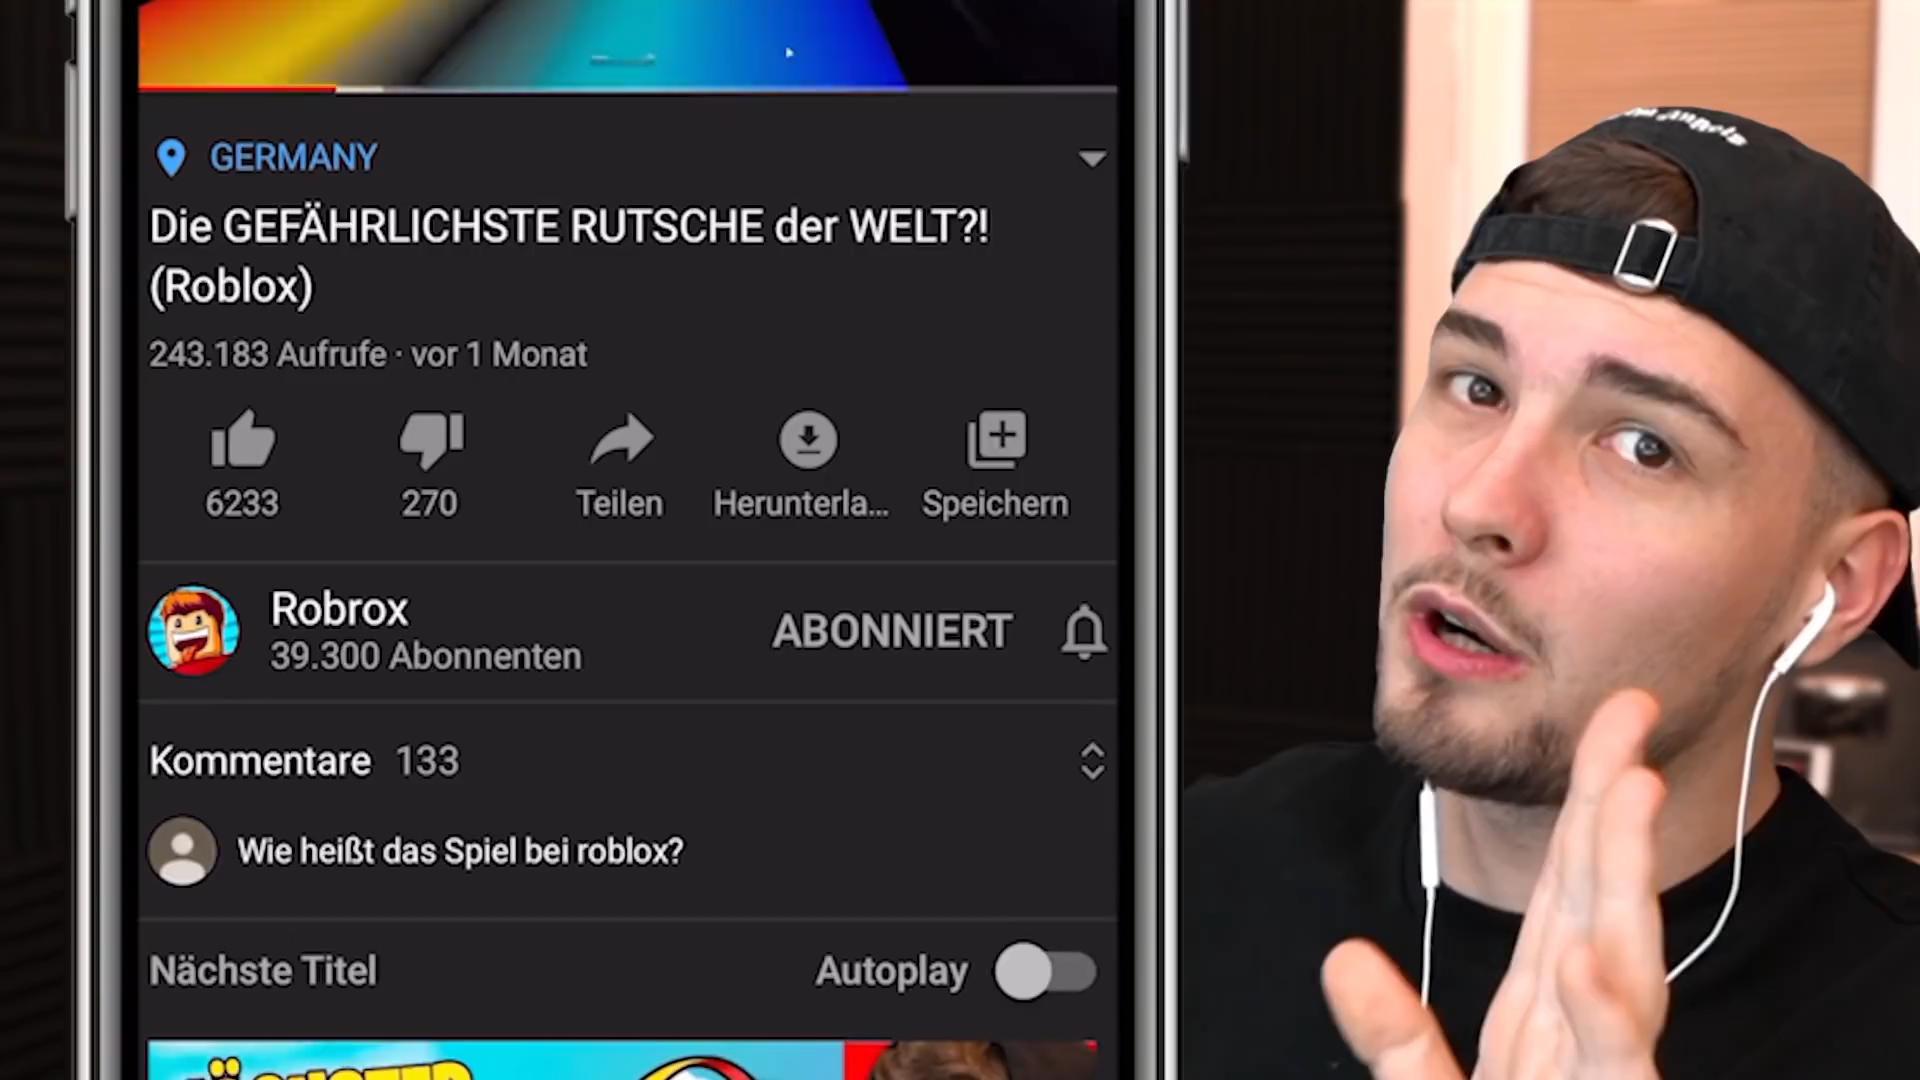 GERMANY
Die GEFÄHRLICHSTE RUTSCHE der WELT?!
(Roblox)
243.183 Aufrufe · vor 1 Monat
6233
270
Teilen
Herunterla...
Speichern
Robrox
39.300 Abonnenten
ABONNIERT
Kommentare 133
Wie heißt das Spiel bei roblox?
Nächste Titel
Autoplay